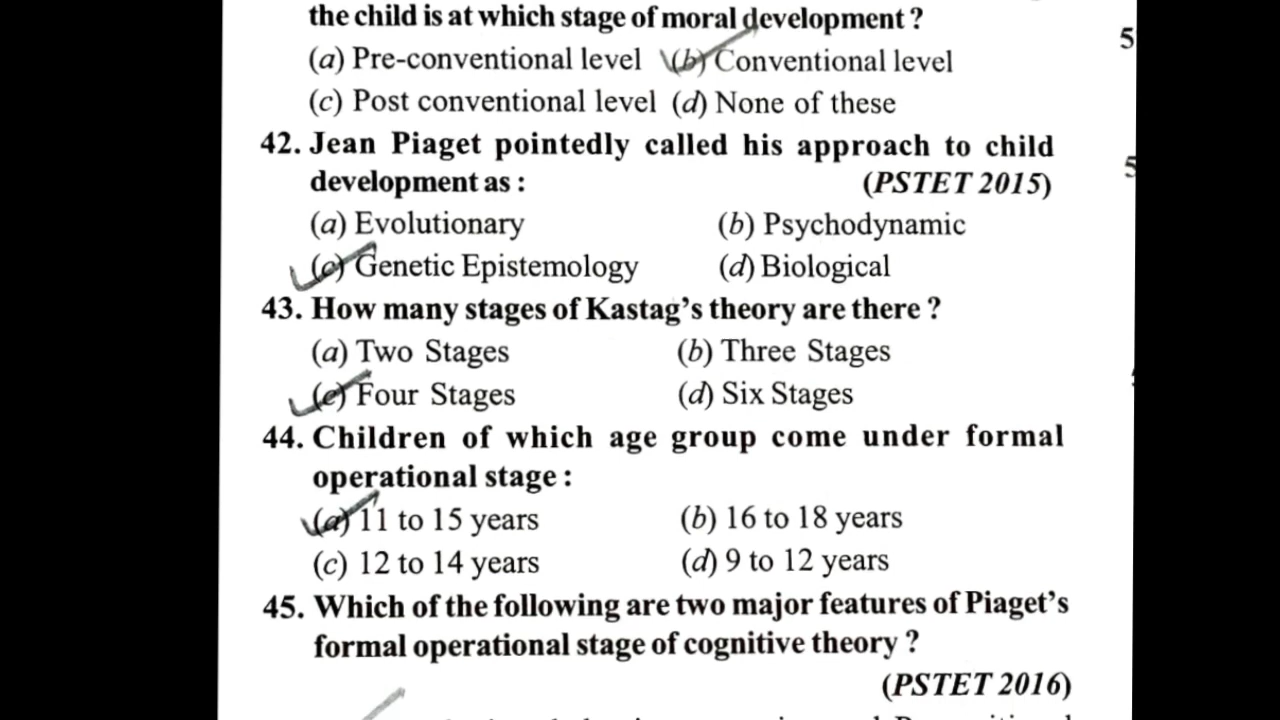 the child is at which stage of moral development ?
(a) Pre-conventional level (b) Conventional level
(c) Post conventional level (d) None of these
42. Jean Piaget pointedly called his approach to child
development as : (PSTET 2015)
(a) Evolutionary (b) Psychodynamic
(c) Genetic Epistemology (d) Biological
43. How many stages of Kastag's theory are there ?
(a) Two Stages (b) Three Stages
(c) Four Stages (d) Six Stages
44. Children of which age group come under formal
operational stage :
(a) 11 to 15 years (b) 16 to 18 years
(c) 12 to 14 years (d) 9 to 12 years
45. Which of the following are two major features of Piaget's
formal operational stage of cognitive theory ?
(PSTET 2016)
5
5